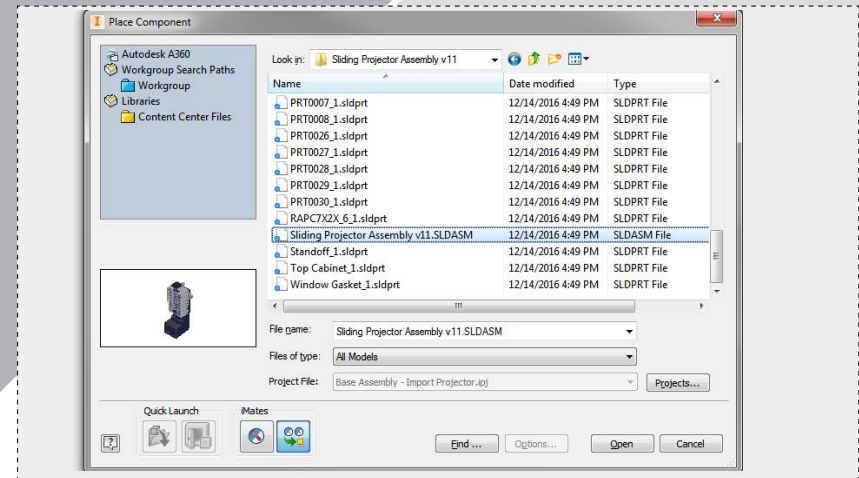 Place Component
Autodesk A360
Workgroup Search Paths
Workgroup
Libraries
Content Center Files
Look in: Sliding Projector Assembly v11
Name Date modified Type
PRT0007_1.sldprt 12/14/2016 4:49 PM SLDPRT File
PRT0008_1.sldprt 12/14/2016 4:49 PM SLDPRT File
PRT0026_1.sldprt 12/14/2016 4:49 PM SLDPRT File
PRT0027_1.sldprt 12/14/2016 4:49 PM SLDPRT File
PRT0028_1.sldprt 12/14/2016 4:49 PM SLDPRT File
PRT0029_1.sldprt 12/14/2016 4:49 PM SLDPRT File
PRT0030_1.sldprt 12/14/2016 4:49 PM SLDPRT File
RAPC7X2X_6_1.sldprt 12/14/2016 4:49 PM SLDPRT File
Sliding Projector Assembly v11.SLDASM 12/14/2016 4:49 PM SLDASM File
Standoff_1.sldprt 12/14/2016 4:49 PM SLDPRT File
Top Cabinet_1.sldprt 12/14/2016 4:49 PM SLDPRT File
Window Gasket_1.sldprt 12/14/2016 4:49 PM SLDPRT File
File name: Sliding Projector Assembly v11.SLDASM
Files of type: All Models
Project File: Base Assembly - Import Projector.ipj Projects...
Quick Launch iMates
Find ... Options... Open Cancel